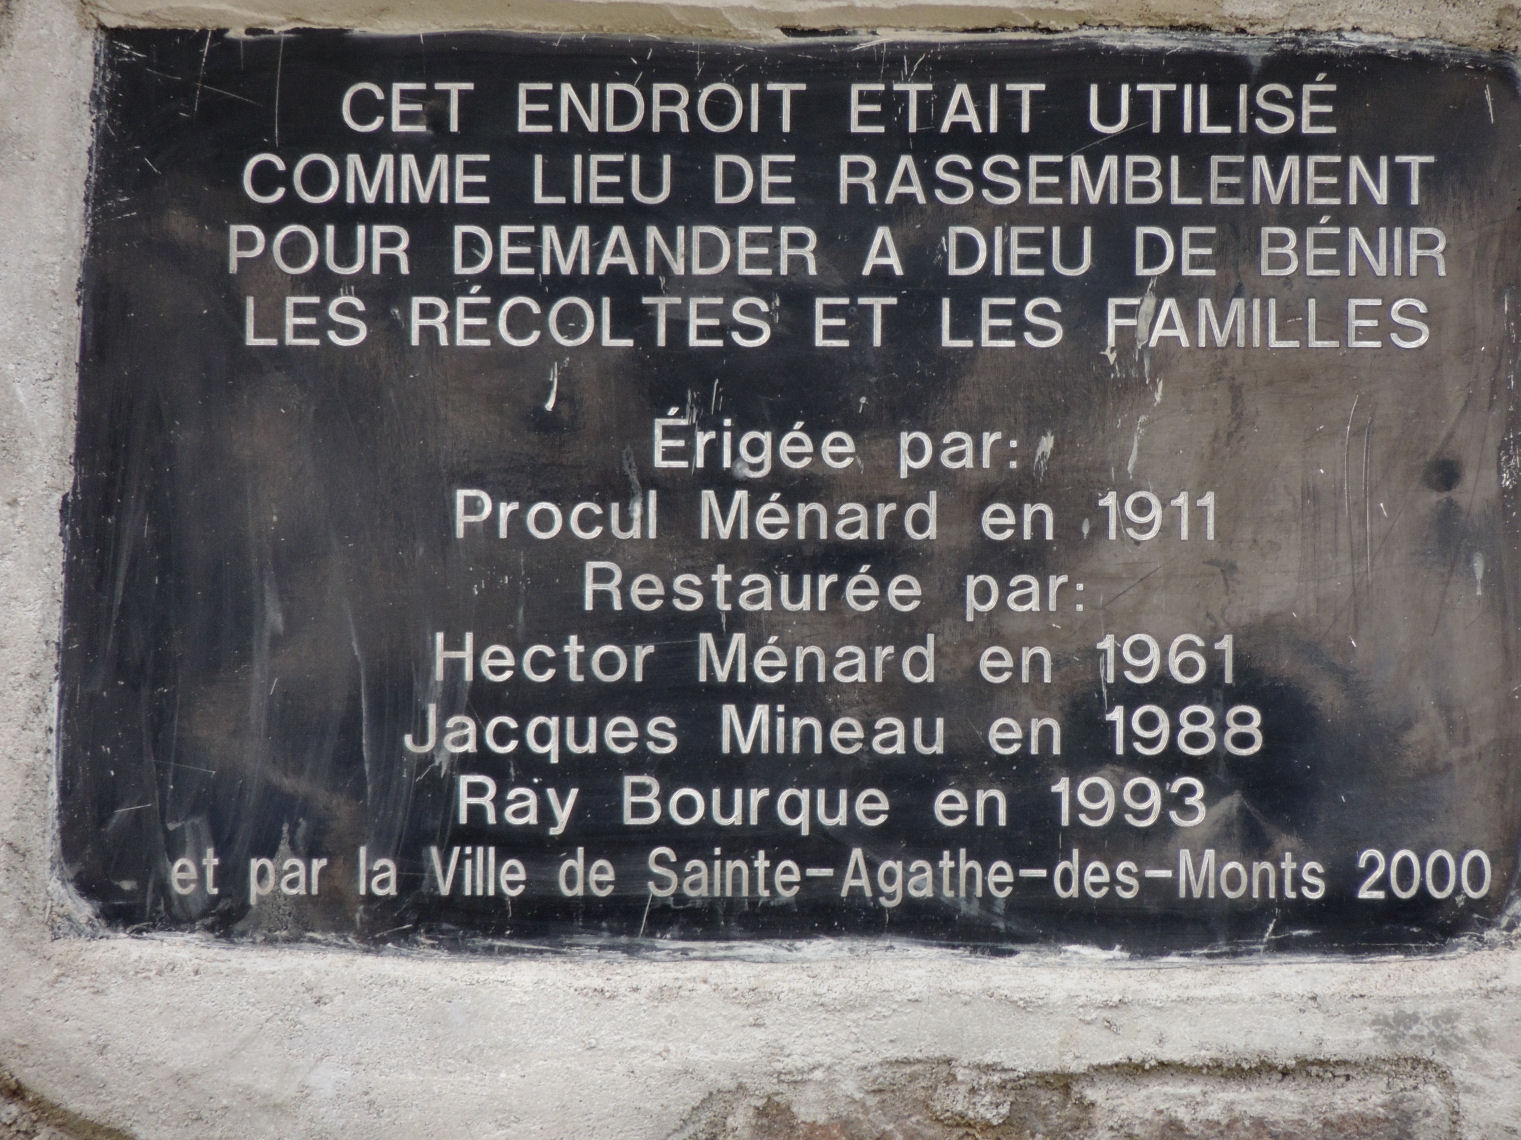 CET ENDROIT ETAIT UTILISÉ
COMME LIEU DE RASSEMBLEMENT
POUR DEMANDER A DIEU DE BÉNIR
LES RÉCOLTES ET LES FAMILLES
Érigée par:
Procul Ménard en 1911
Restaurée par:
Hector Ménard en 1961
Jacques Mineau en 1988
Ray Bourque en 1993
et par la Ville de Sainte-Agathe-des-Monts 2000